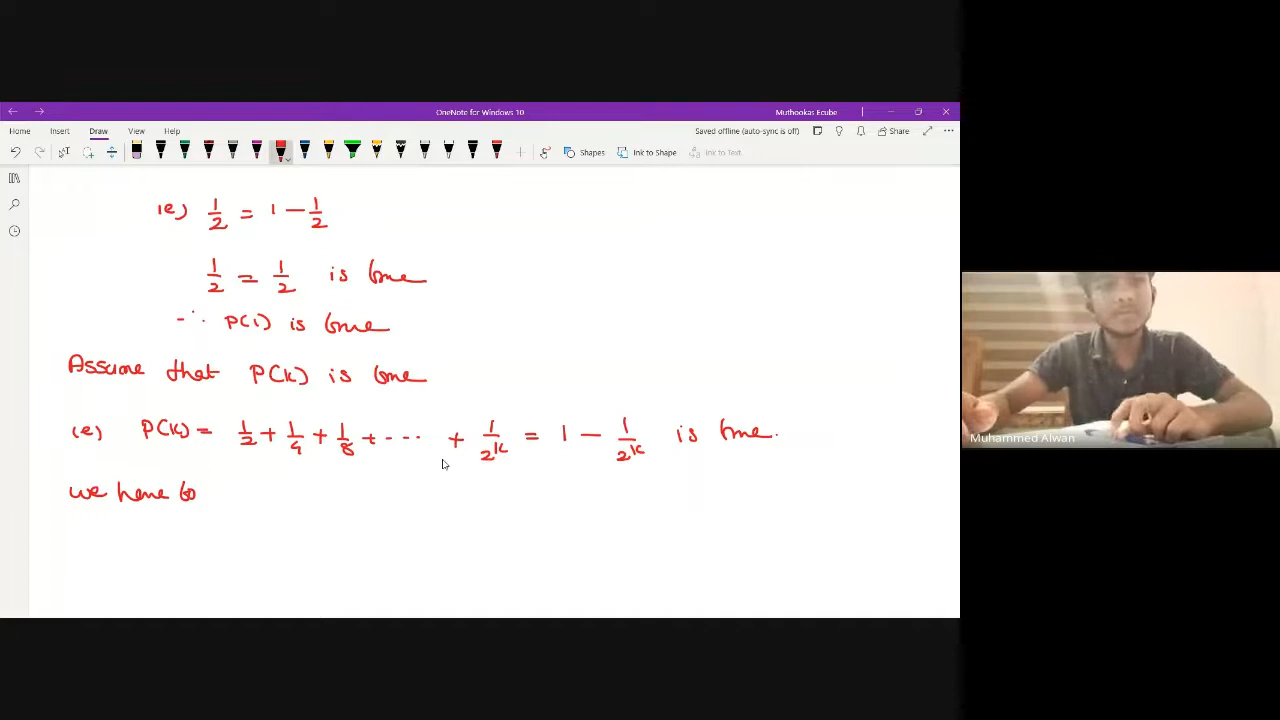 OneNote for Windows 10
Muthookas Ecube
Home Insert Draw View Help
Saved offline (auto-sync is off)
Share
Shapes
Ink to Shape
Ink to Text
ie) 1/2 = 1 - 1/2
1/2 = 1/2 is true
∴ P(1) is true
Assume that P(k) is true
(e) P(k) = 1/2 + 1/4 + 1/8 + ... + 1/2^k = 1 - 1/2^k is true.
we have to
Muhammed Alwan